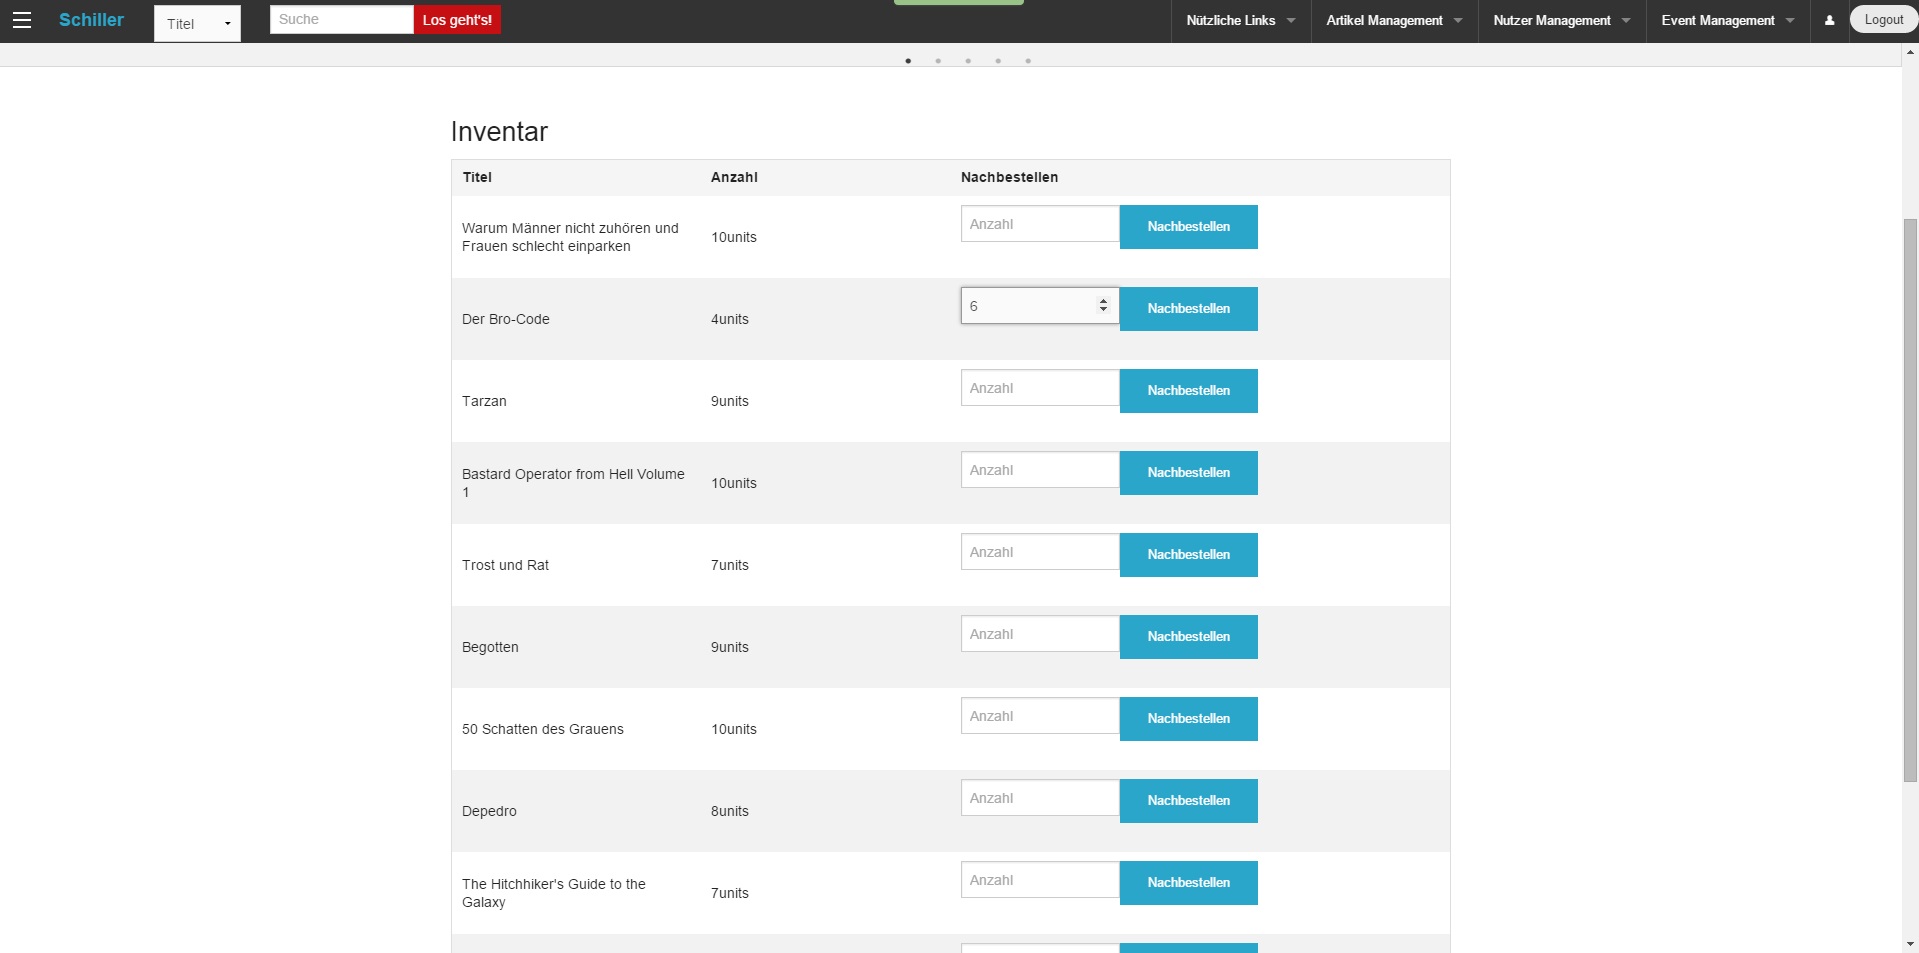 Schiller Titel Suche Los geht's! Nützliche Links Artikel Management Nutzer Management Event Management Logout
Inventar
Titel Anzahl Nachbestellen
Warum Männer nicht zuhören und
Frauen schlecht einparken
10units Anzahl Nachbestellen
Der Bro-Code 4units 6 Nachbestellen
Tarzan 9units Anzahl Nachbestellen
Bastard Operator from Hell Volume
1
10units Anzahl Nachbestellen
Trost und Rat 7units Anzahl Nachbestellen
Begotten 9units Anzahl Nachbestellen
50 Schatten des Grauens 10units Anzahl Nachbestellen
Depedro 8units Anzahl Nachbestellen
The Hitchhiker's Guide to the
Galaxy
7units Anzahl Nachbestellen